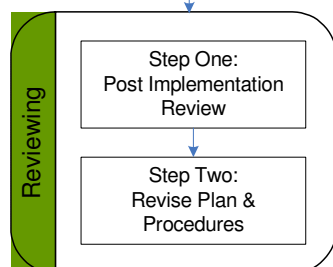 Reviewing
Step One:
Post Implementation
Review
Step Two:
Revise Plan &
Procedures